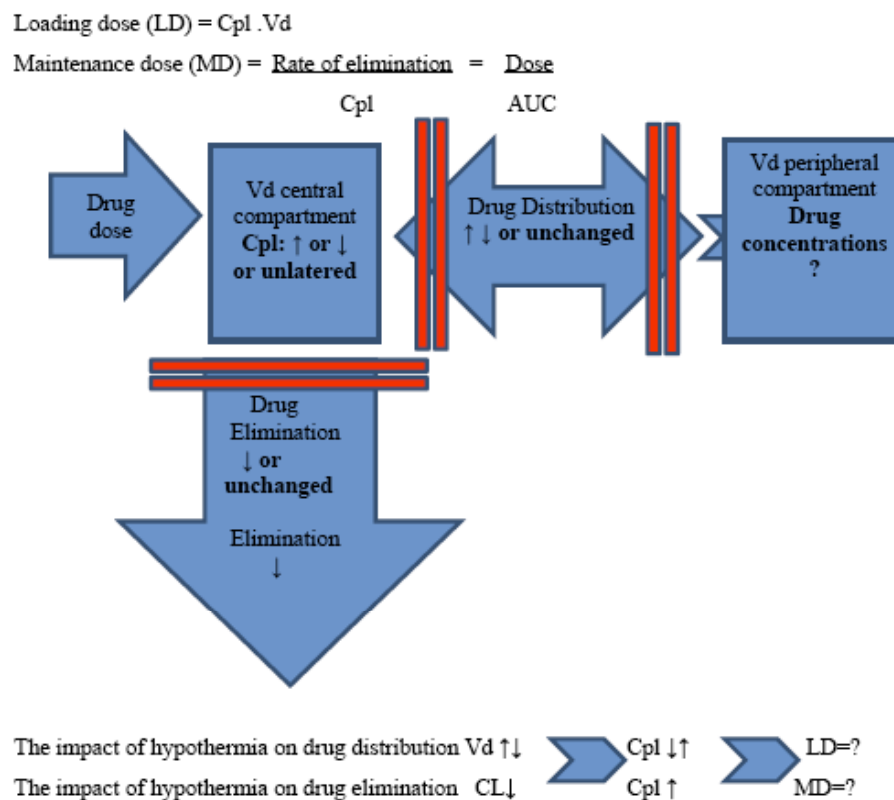 Loading dose (LD) = Cpl .Vd
Maintenance dose (MD) = Rate of elimination = Dose
Cpl AUC
Drug
dose
Vd central
compartment
Cpl: ↑ or ↓
or unlatered
Drug Distribution
↑ ↓ or unchanged
Vd peripheral
compartment
Drug
concentrations
?
Drug
Elimination
↓ or
unchanged
Elimination
↓
The impact of hypothermia on drug distribution Vd ↑↓ Cpl ↓↑ LD=?
The impact of hypothermia on drug elimination CL↓ Cpl ↑ MD=?